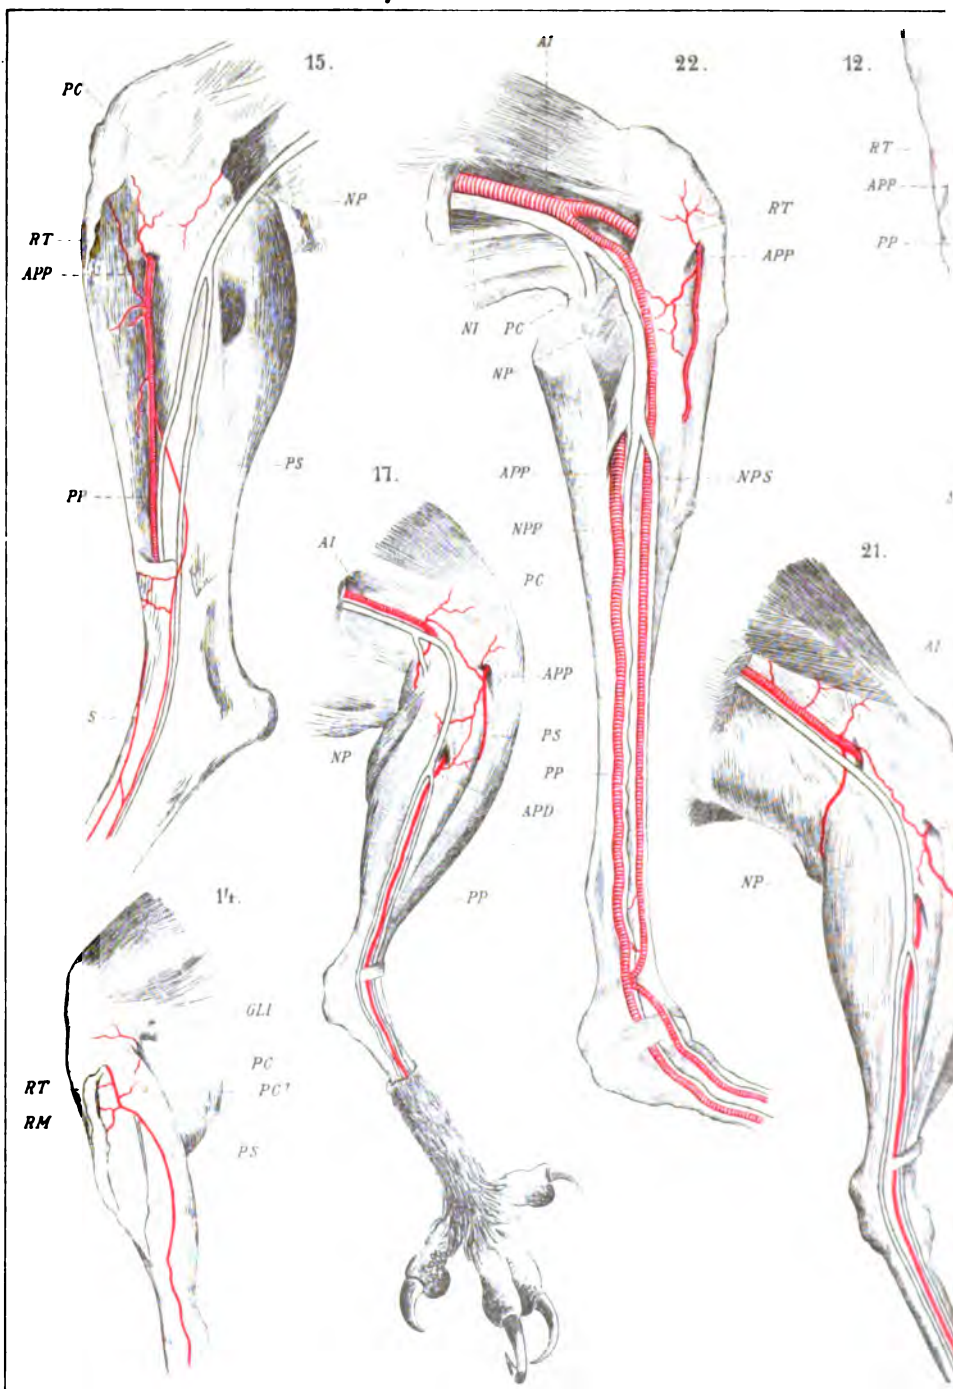 15.
PC
NP
RT
APP
PS
PP
S
AI
22.
RT
APP
NI PC
NP
APP
NPS
NPP
PC
PP
12.
RT
APP
PP
S
17.
AI
APP
PS
NP
APD
PP
21.
AI
NP
14.
GLI
PC
RT
PC'
RM
PS